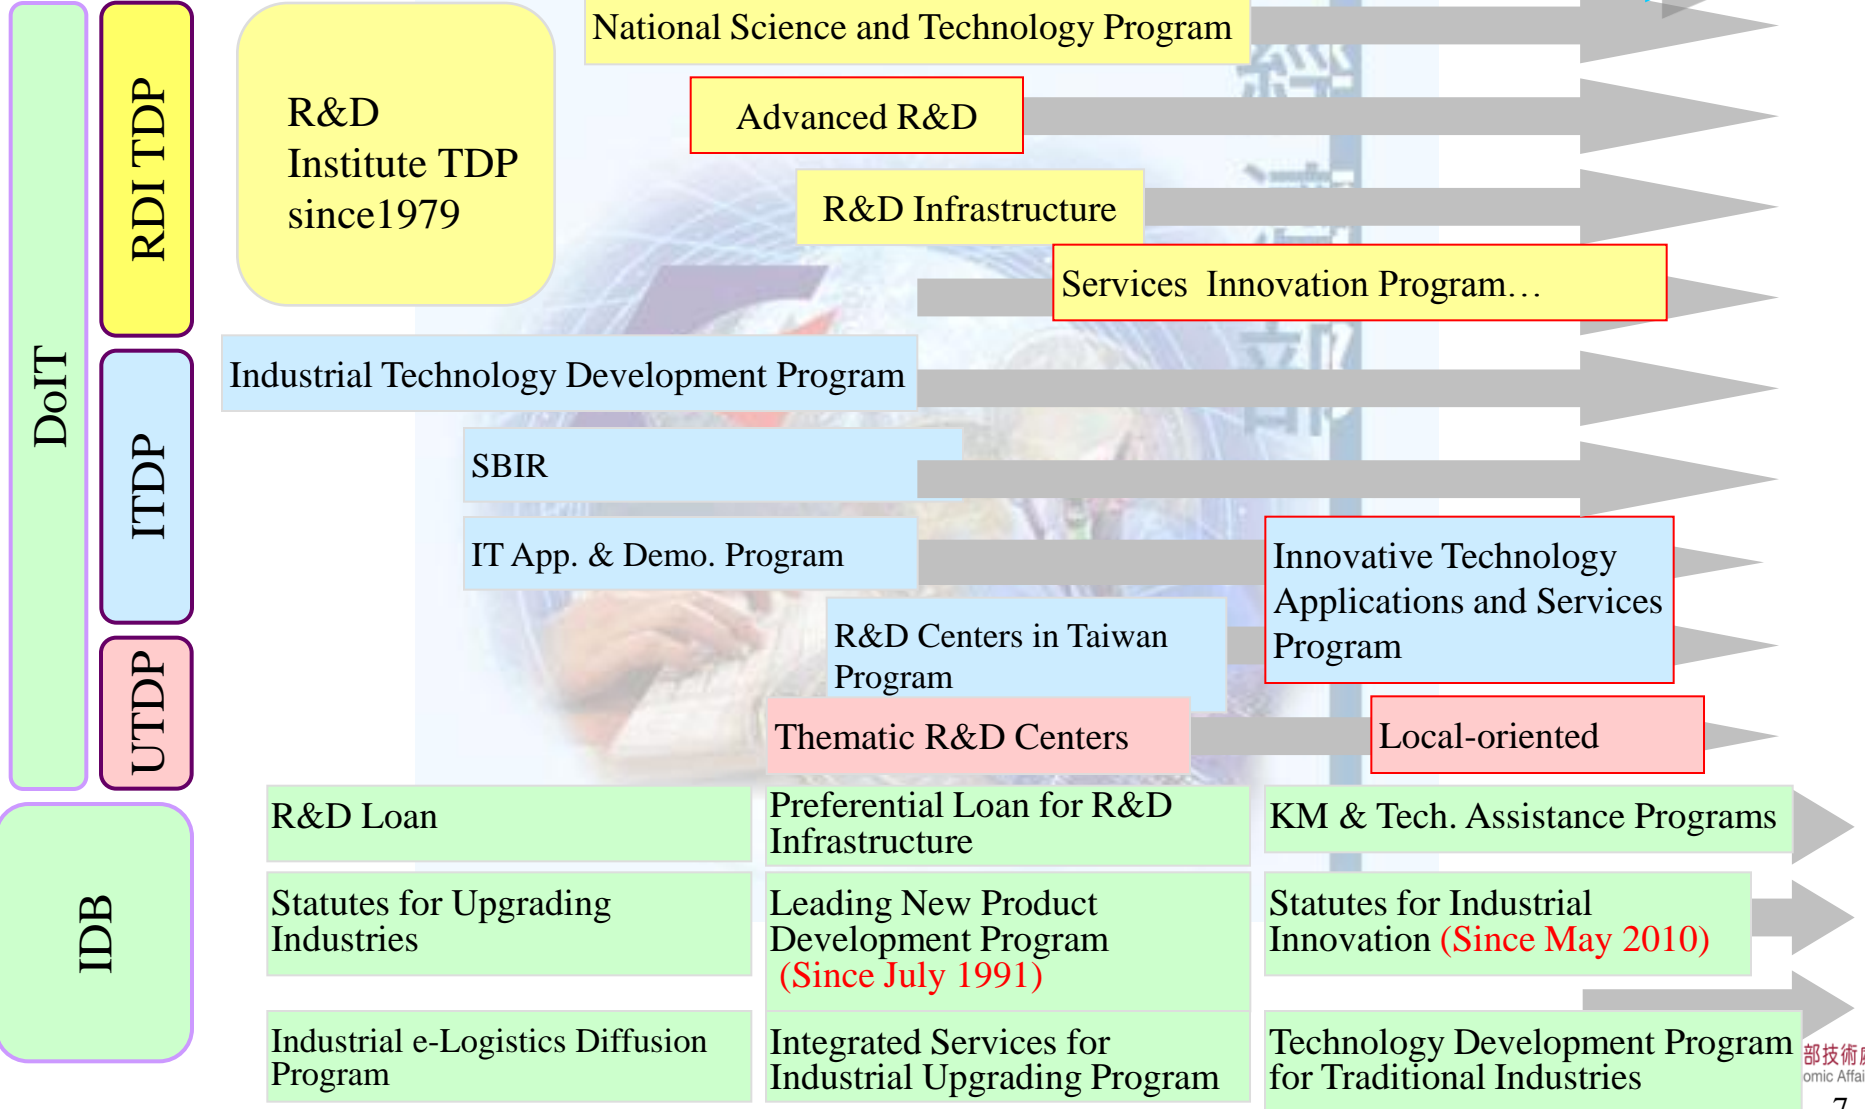 DoIT
RDI TDP
ITDP
UTDP
IDB
R&D
Institute TDP
since1979
National Science and Technology Program
Advanced R&D
R&D Infrastructure
Services Innovation Program…
Industrial Technology Development Program
SBIR
IT App. & Demo. Program
Innovative Technology
Applications and Services
Program
R&D Centers in Taiwan
Program
Thematic R&D Centers
Local-oriented
R&D Loan
Preferential Loan for R&D
Infrastructure
KM & Tech. Assistance Programs
Statutes for Upgrading
Industries
Leading New Product
Development Program
(Since July 1991)
Statutes for Industrial
Innovation (Since May 2010)
Industrial e-Logistics Diffusion
Program
Integrated Services for
Industrial Upgrading Program
Technology Development Program
for Traditional Industries
部技術
7